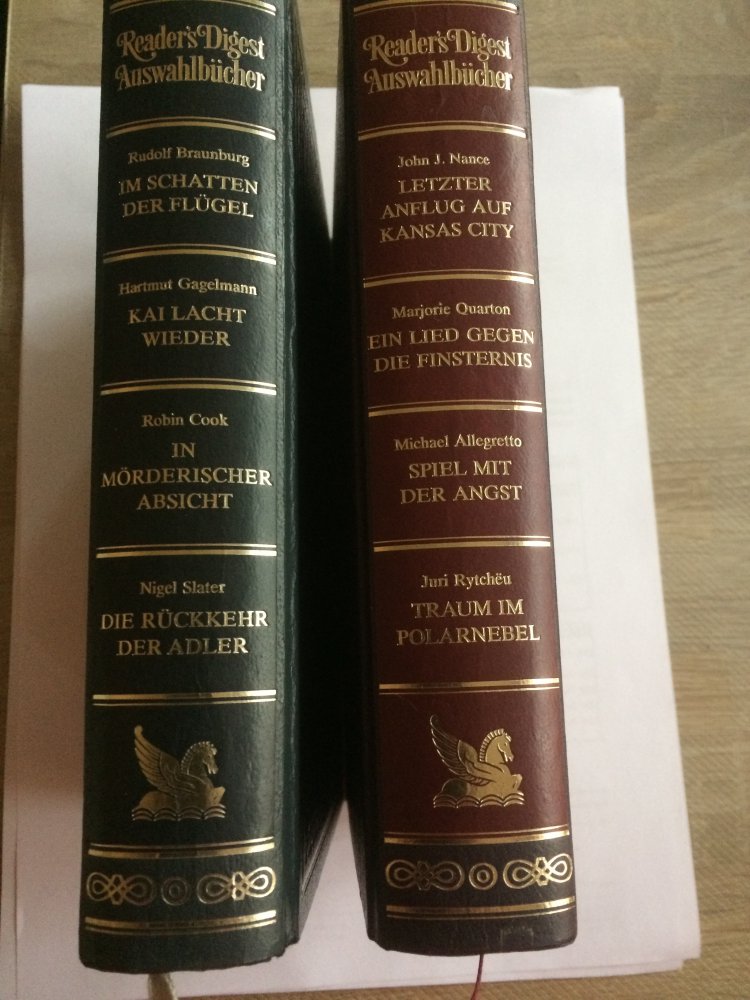 Reader's Digest
Auswahlbücher
Rudolf Braunburg
IM SCHATTEN
DER FLÜGEL
Hartmut Gagelmann
KAI LACHT
WIEDER
Robin Cook
IN
MÖRDERISCHER
ABSICHT
Nigel Slater
DIE RÜCKKEHR
DER ADLER
Reader's Digest
Auswahlbücher
John J. Nance
LETZTER
ANFLUG AUF
KANSAS CITY
Marjorie Quarton
EIN LIED GEGEN
DIE FINSTERNIS
Michael Allegretto
SPIEL MIT
DER ANGST
Juri Rytchëu
TRAUM IM
POLARNEBEL